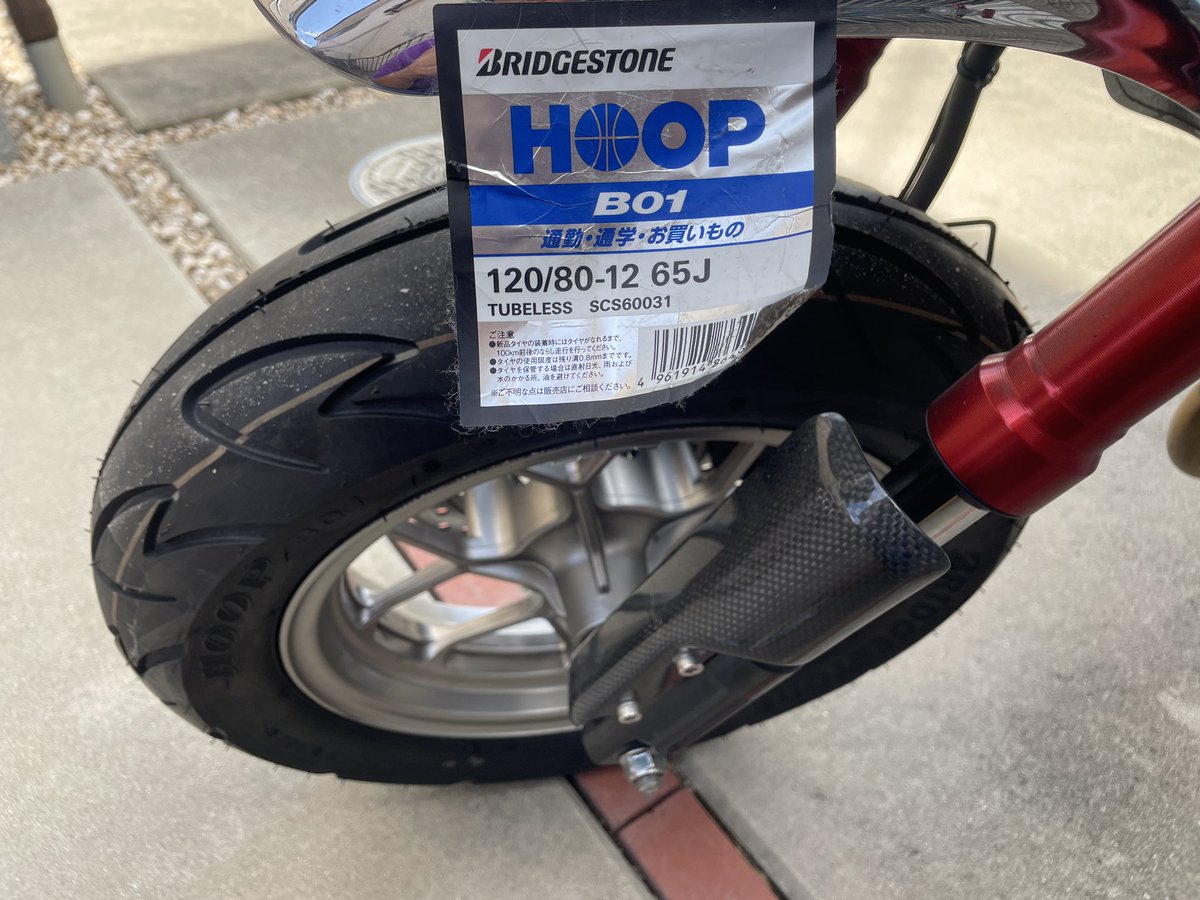 BRIDGESTONE
HOOP
B01
通勤・通学・お買いもの
120/80-12 65J
TUBELESS SCS60031
ご注意
●新品タイヤの装着時にはタイヤがなれるまで、
100km前後のならし走行を行ってください。
●タイヤの使用限度は残り溝0.8mmまでです。
●タイヤを保管する場合は直射日光、雨および
水のかかる所、油を避けてください。
※ご不明な点は販売店にご相談ください。
4 961914
HOOP